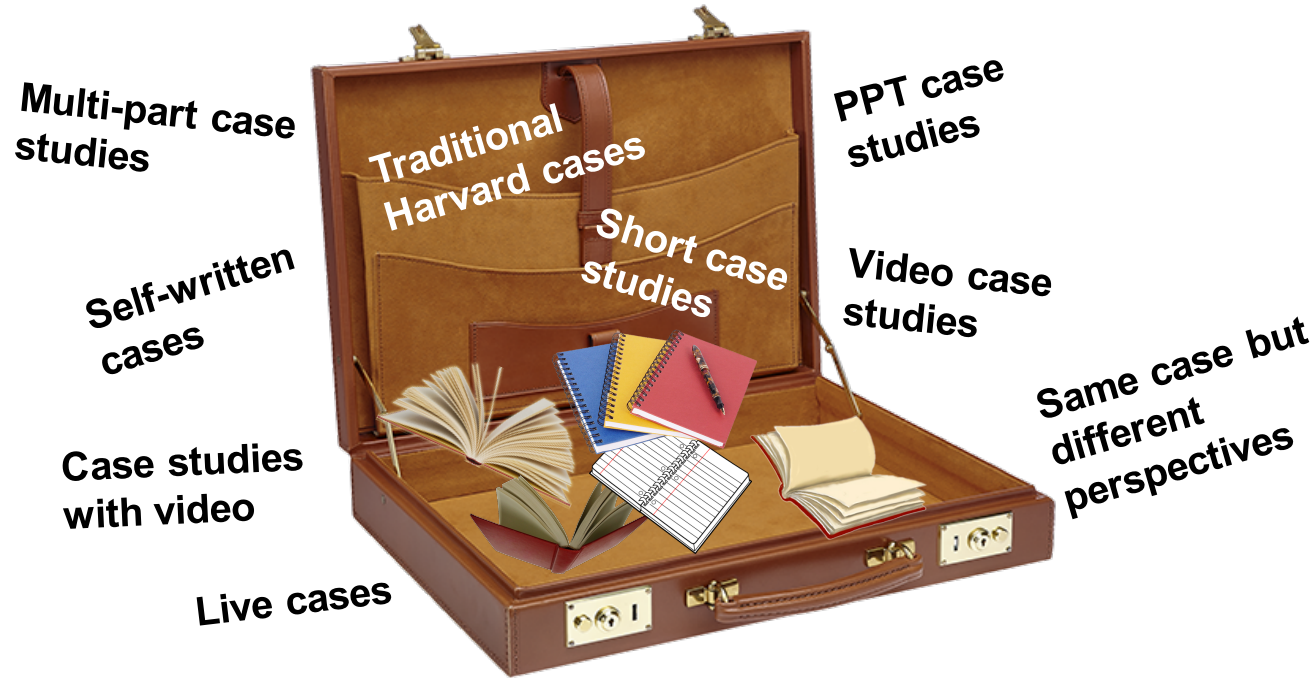 Multi-part case
studies
Traditional
Harvard cases
PPT case
studies
Short case
studies
Self-written
cases
Video case
studies
Same case but
different
perspectives
Case studies
with video
Live cases